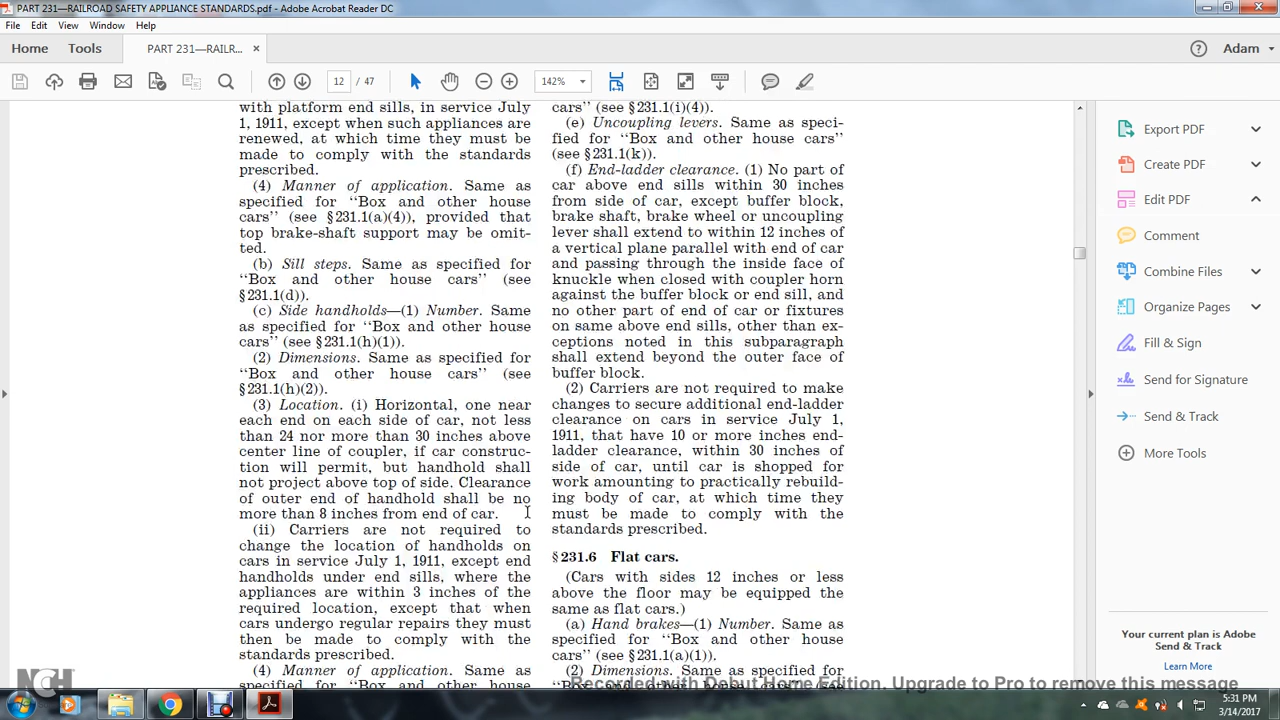 PART 231—RAILROAD SAFETY APPLIANCE STANDARDS.pdf - Adobe Acrobat Reader DC
File Edit View Window Help
Home Tools PART 231—RAILR... × Adam
12 / 47 142%
with platform end sills, in service July
1, 1911, except when such appliances are
renewed, at which time they must be
made to comply with the standards
prescribed.
(4) Manner of application. Same as
specified for ‘‘Box and other house
cars’’ (see §231.1(a)(4)), provided that
top brake-shaft support may be omit-
ted.
(b) Sill steps. Same as specified for
‘‘Box and other house cars’’ (see
§231.1(d)).
(c) Side handholds—(1) Number. Same
as specified for ‘‘Box and other house
cars’’ (see §231.1(h)(1)).
(2) Dimensions. Same as specified for
‘‘Box and other house cars’’ (see
§231.1(h)(2)).
(3) Location. (i) Horizontal, one near
each end on each side of car, not less
than 24 nor more than 30 inches above
center line of coupler, if car construc-
tion will permit, but handhold shall
not project above top of side. Clearance
of outer end of handhold shall be no
more than 8 inches from end of car.
(ii) Carriers are not required to
change the location of handholds on
cars in service July 1, 1911, except end
handholds under end sills, where the
appliances are within 3 inches of the
required location, except that when
cars undergo regular repairs they must
then be made to comply with the
standards prescribed.
(4) Manner of application. Same as
specified for ‘‘Box and other house
cars’’ (see §231.1(i)(4)).
(e) Uncoupling levers. Same as speci-
fied for ‘‘Box and other house cars’’
(see §231.1(k)).
(f) End-ladder clearance. (1) No part of
car above end sills within 30 inches
from side of car, except buffer block,
brake shaft, brake wheel or uncoupling
lever shall extend to within 12 inches of
a vertical plane parallel with end of car
and passing through the inside face of
knuckle when closed with coupler horn
against the buffer block or end sill, and
no other part of end of car or fixtures
on same above end sills, other than ex-
ceptions noted in this subparagraph
shall extend beyond the outer face of
buffer block.
(2) Carriers are not required to make
changes to secure additional end-ladder
clearance on cars in service July 1,
1911, that have 10 or more inches end-
ladder clearance, within 30 inches of
side of car, until car is shopped for
work amounting to practically rebuild-
ing body of car, at which time they
must be made to comply with the
standards prescribed.
§231.6 Flat cars.
(Cars with sides 12 inches or less
above the floor may be equipped the
same as flat cars.)
(a) Hand brakes—(1) Number. Same as
specified for ‘‘Box and other house
cars’’ (see §231.1(a)(1)).
(2) Dimensions. Same as specified for
Export PDF
Create PDF
Edit PDF
Comment
Combine Files
Organize Pages
Fill & Sign
Send for Signature
Send & Track
More Tools
Your current plan is Adobe
Send & Track
Learn More
NCH
Recorded with Debut Home Edition. Upgrade to Pro to remove this message
5:31 PM
3/14/2017